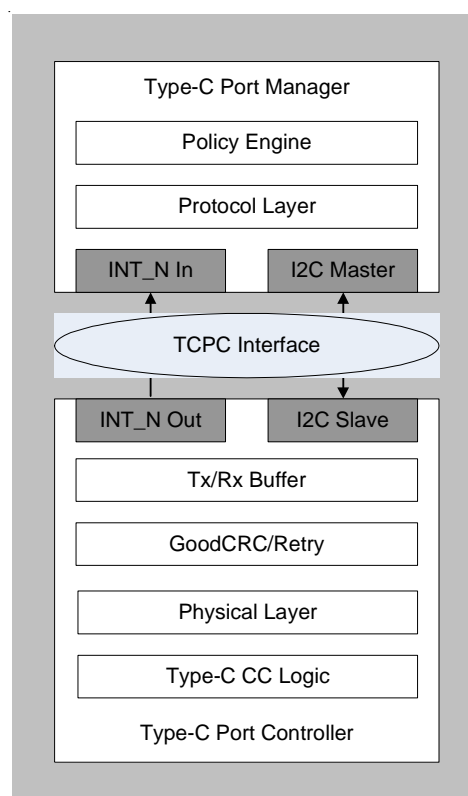 Type-C Port Manager
Policy Engine
Protocol Layer
INT_N In
I2C Master
TCPC Interface
INT_N Out
I2C Slave
Tx/Rx Buffer
GoodCRC/Retry
Physical Layer
Type-C CC Logic
Type-C Port Controller